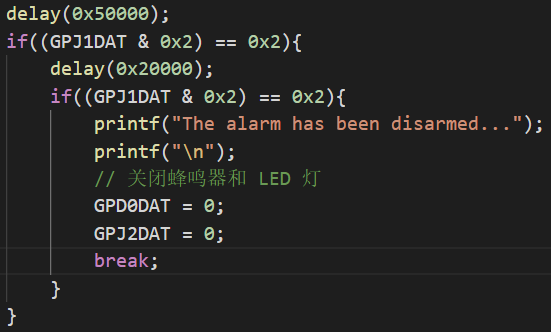 delay(0x50000);
if((GPJ1DAT & 0x2) == 0x2){
    delay(0x20000);
    if((GPJ1DAT & 0x2) == 0x2){
        printf("The alarm has been disarmed...");
        printf("\n");
        // 关闭蜂鸣器和 LED 灯
        GPD0DAT = 0;
        GPJ2DAT = 0;
        break;
    }
}